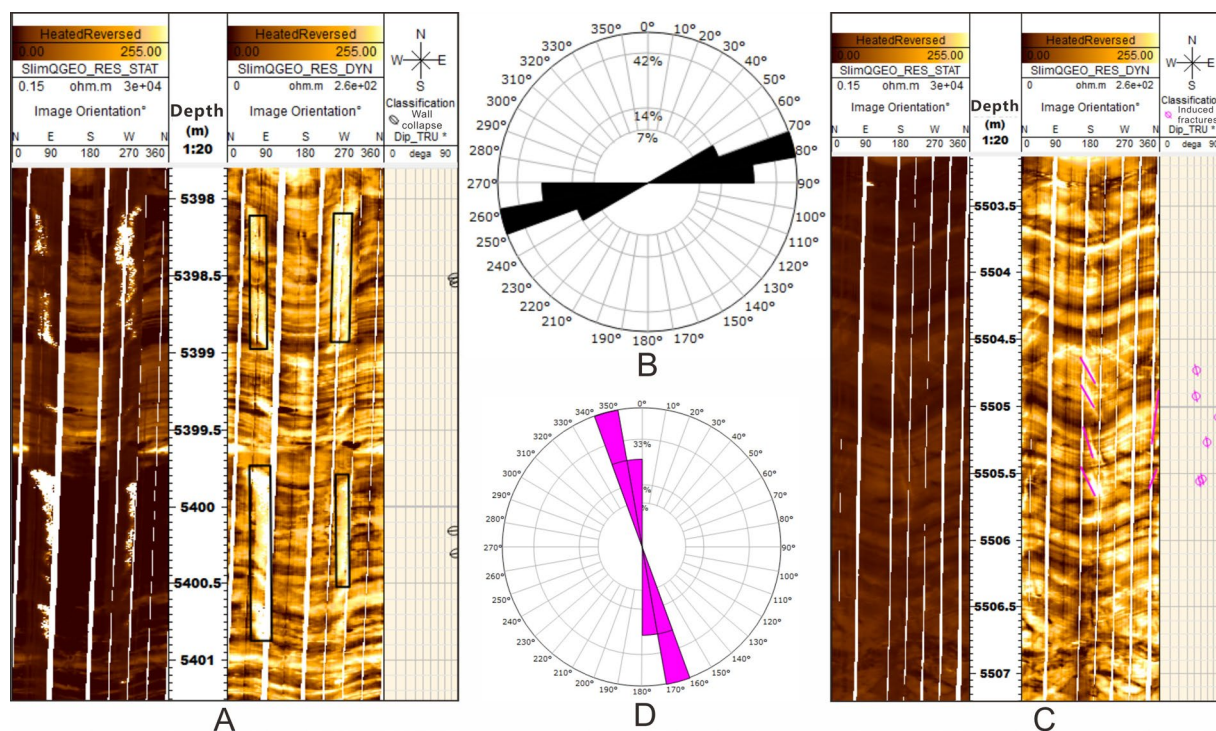 HeatedReversed
0.00 255.00
SlimQGEO_RES_STAT
0.15 ohm.m 3e+04
Image Orientation°
N E S W N
0 90 180 270 360
Depth
(m)
1:20
HeatedReversed
0.00 255.00
SlimQGEO_RES_DYN
0 ohm.m 2.6e+02
Image Orientation°
N E S W N
0 90 180 270 360
N
W E
S
Classification
Wall
collapse
Dip_TRU °
0 dega 90
5398
5398.5
5399
5399.5
5400
5400.5
5401
A
0°
10°
20°
30°
40°
50°
60°
70°
80°
90°
100°
110°
120°
130°
140°
150°
160°
170°
180°
190°
200°
210°
220°
230°
240°
250°
260°
270°
280°
290°
300°
310°
320°
330°
340°
350°
42%
14%
7%
B
0°
10°
20°
30°
40°
50°
60°
70°
80°
90°
100°
110°
120°
130°
140°
150°
160°
170°
180°
190°
200°
210°
220°
230°
240°
250°
260°
270°
280°
290°
300°
310°
320°
330°
340°
350°
33%
%
%
D
HeatedReversed
0.00 255.00
SlimQGEO_RES_STAT
0.15 ohm.m 3e+04
Image Orientation°
N E S W N
0 90 180 270 360
Depth
(m)
1:20
HeatedReversed
0.00 255.00
SlimQGEO_RES_DYN
0 ohm.m 2.6e+02
Image Orientation°
N E S W N
0 90 180 270 360
N
W E
S
Induced
fractures
Dip_TRU °
0 dega
5503.5
5504
5504.5
5505
5505.5
5506
5506.5
5507
C